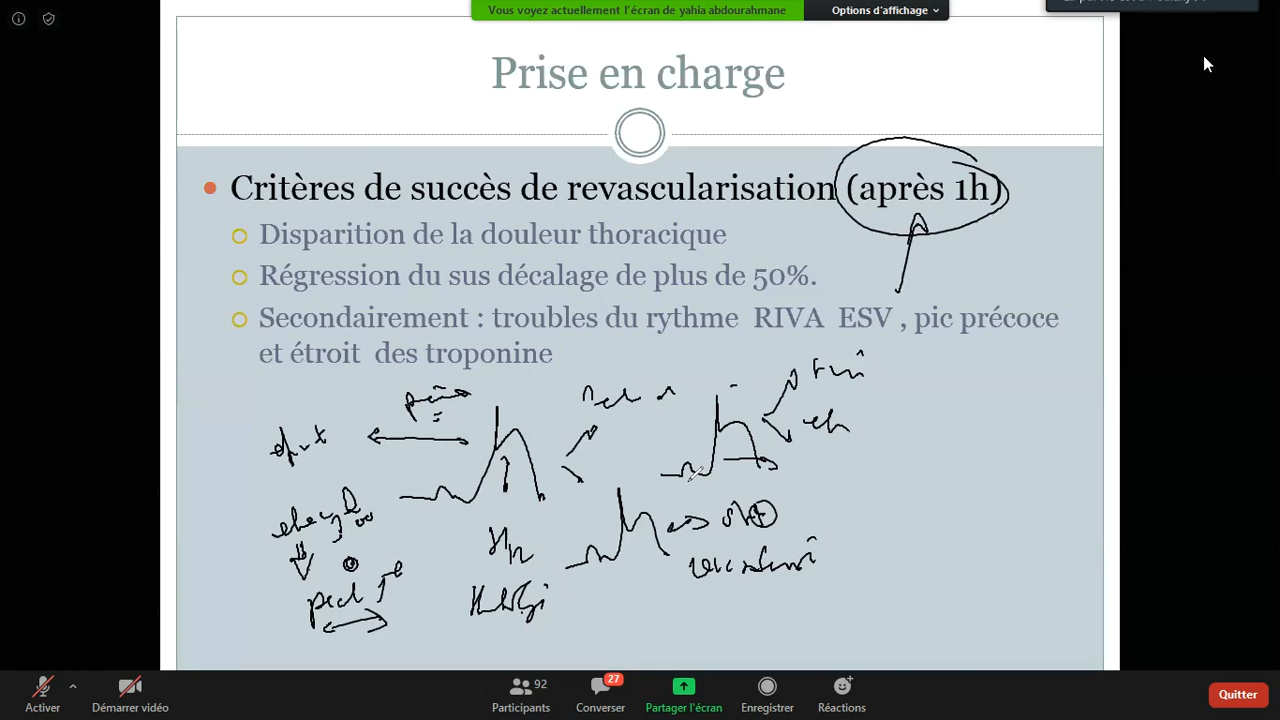 Vous voyez actuellement l'écran de yahia abdourahmane
Options d'affichage
Prise en charge
Critères de succès de revascularisation (après 1h)
Disparition de la douleur thoracique
Régression du sus décalage de plus de 50%.
Secondairement : troubles du rythme RIVA ESV , pic précoce
et étroit des troponine
Activer
Démarrer vidéo
92
Participants
27
Converser
Partager l'écran
Enregistrer
Réactions
Quitter